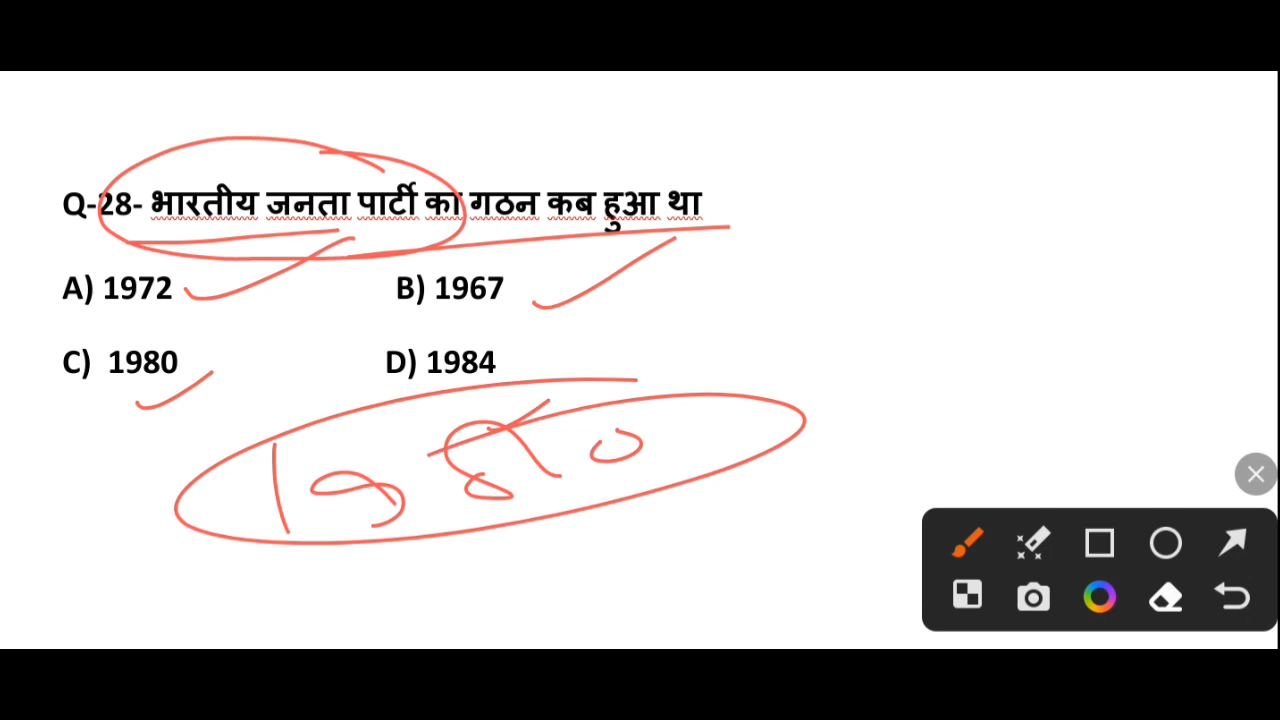 Q-28- भारतीय जनता पार्टी का गठन कब हुआ था
A) 1972 B) 1967
C) 1980 D) 1984
1980